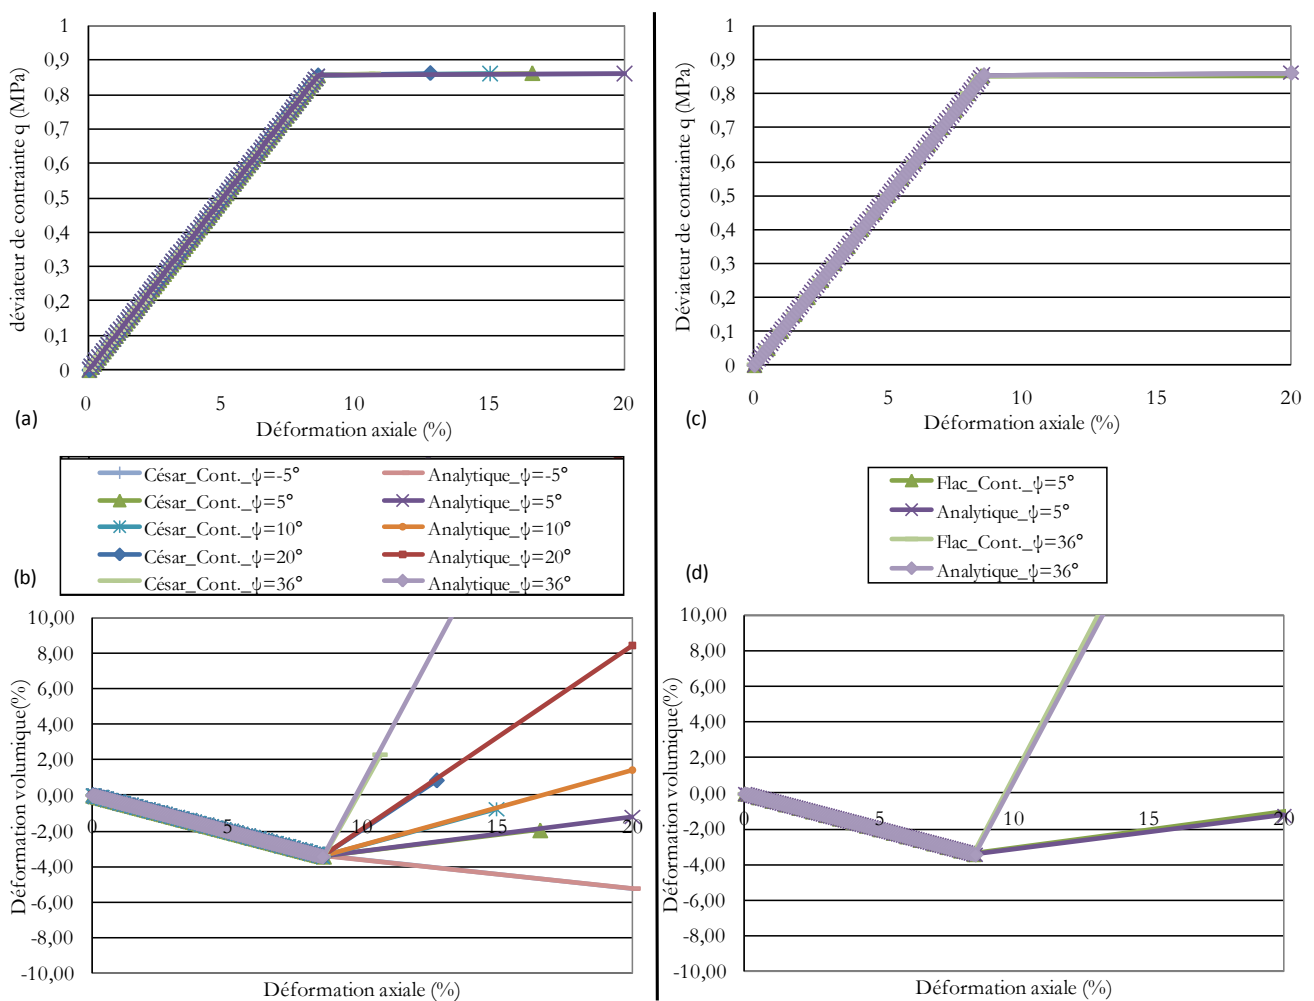 1
0,9
0,8
0,7
0,6
0,5
0,4
0,3
0,2
0,1
0
déviateur de contrainte q (MPa)
0 5 10 15 20
(a)
Déformation axiale (%)
1
0,9
0,8
0,7
0,6
0,5
0,4
0,3
0,2
0,1
0
Déviateur de contrainte q (MPa)
0 5 10 15 20
(c)
Déformation axiale (%)
César_Cont._ψ=-5° Analytique_ψ=-5°
César_Cont._ψ=5° Analytique_ψ=5°
César_Cont._ψ=10° Analytique_ψ=10°
César_Cont._ψ=20° Analytique_ψ=20°
César_Cont._ψ=36° Analytique_ψ=36°
(b)
Flac_Cont._ψ=5°
Analytique_ψ=5°
Flac_Cont._ψ=36°
Analytique_ψ=36°
(d)
10,00
8,00
6,00
4,00
2,00
0,00
-2,00
-4,00
-6,00
-8,00
-10,00
Déformation volumique(%)
0 5 10 15 20
Déformation axiale (%)
10,00
8,00
6,00
4,00
2,00
0,00
-2,00
-4,00
-6,00
-8,00
-10,00
Déformation volumique(%)
0 5 10 15 20
Déformation axiale (%)